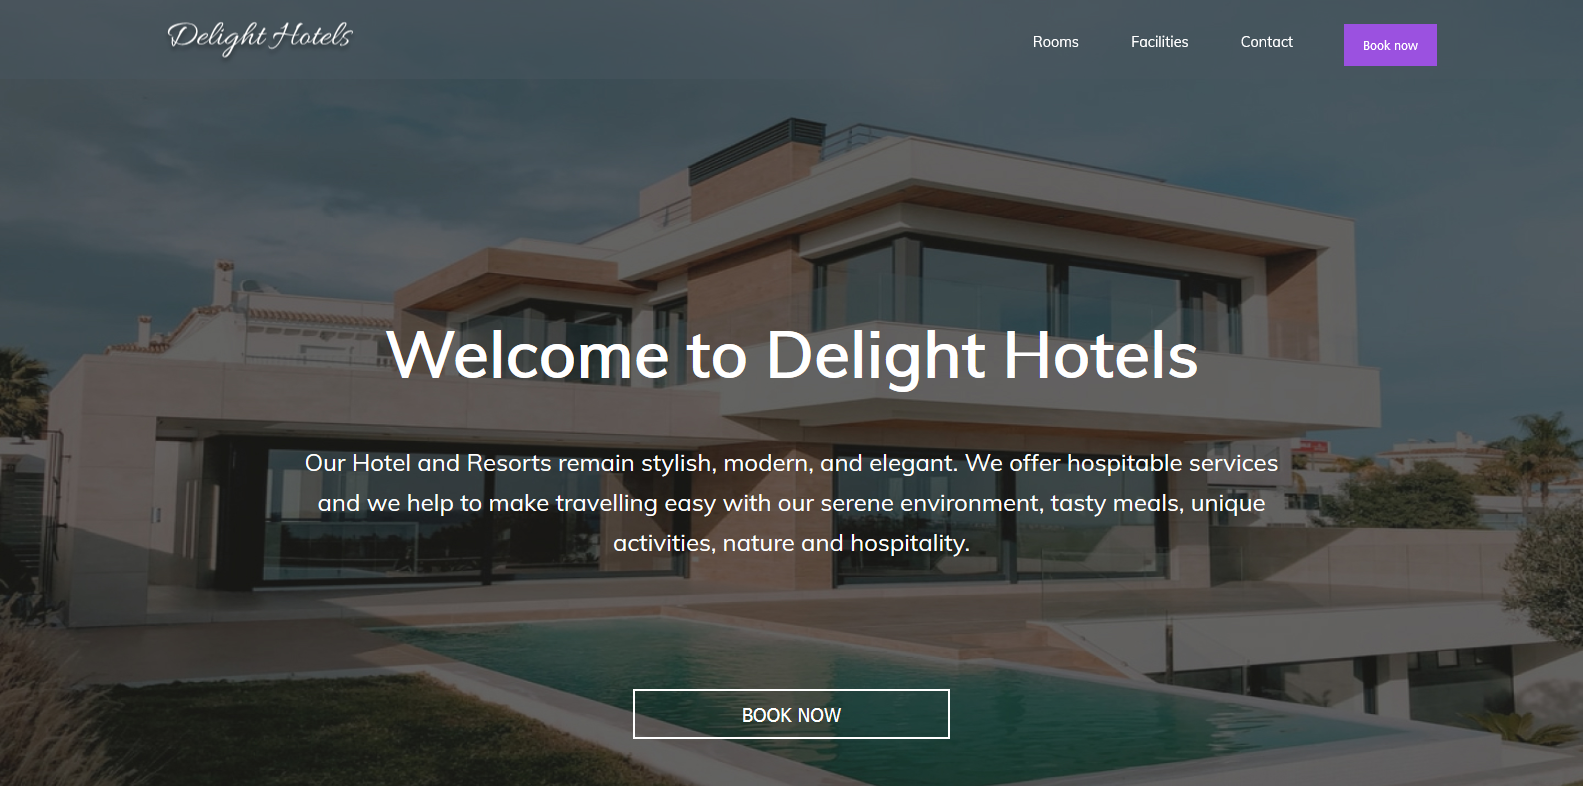 Delight Hotels
Rooms Facilities Contact Book now
Welcome to Delight Hotels
Our Hotel and Resorts remain stylish, modern, and elegant. We offer hospitable services
and we help to make travelling easy with our serene environment, tasty meals, unique
activities, nature and hospitality.
BOOK NOW